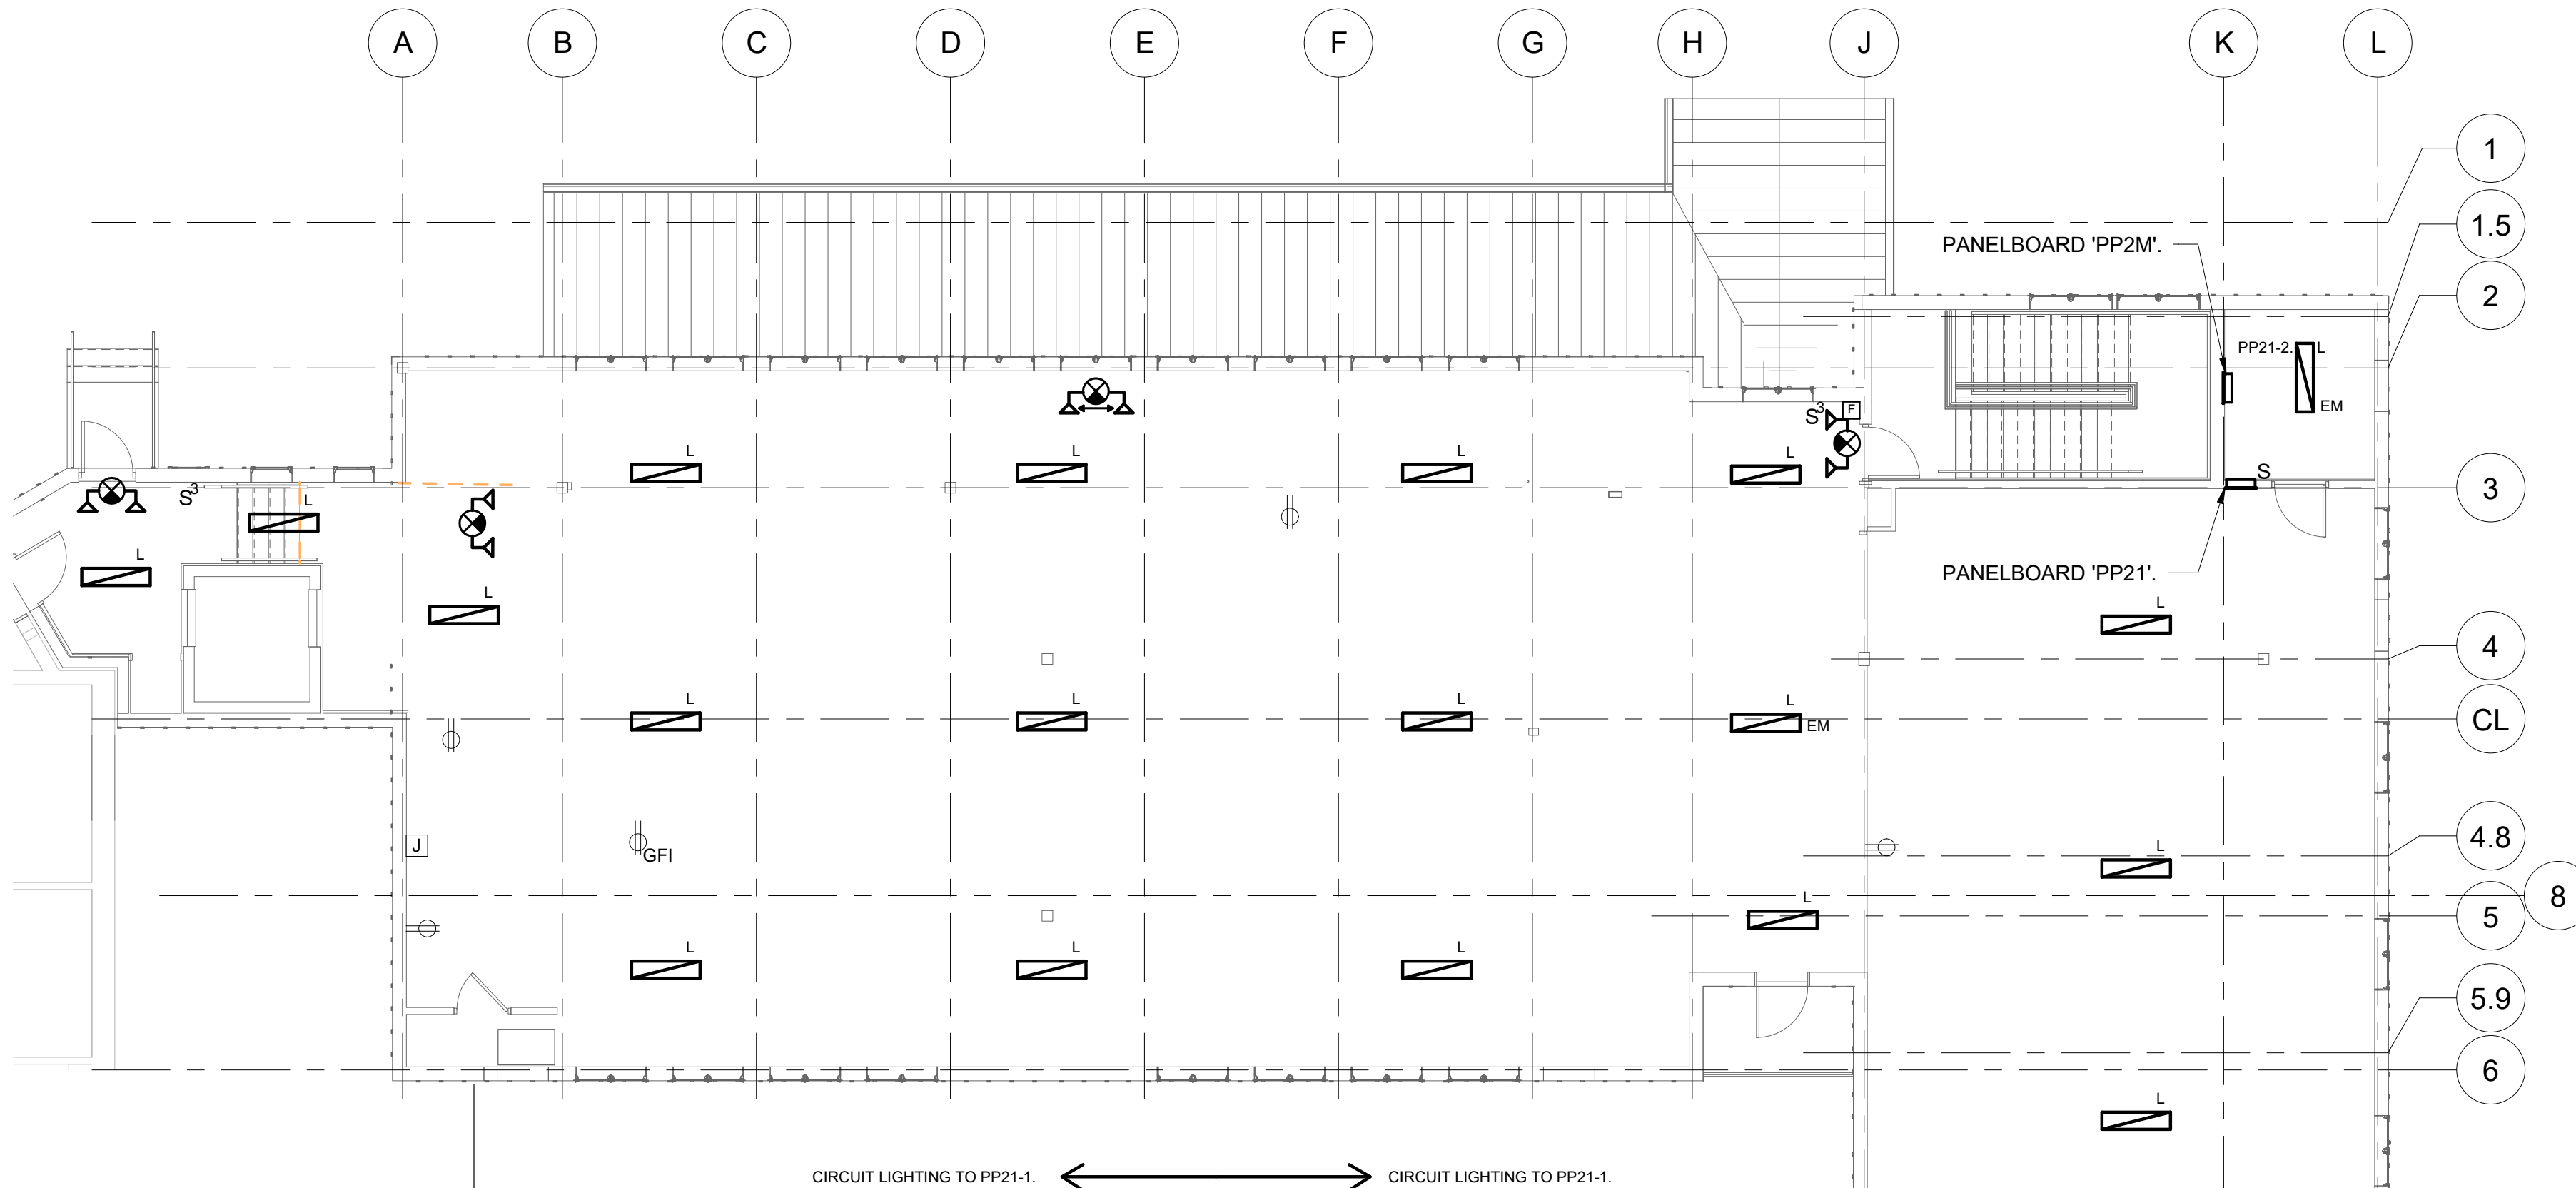 A B C D E F G H J K L
1
1.5
PANELBOARD 'PP2M'.
2
PP21-2. L
EM
S3 F
L L L L
S
S3 L
3
L
PANELBOARD 'PP21'.
L
L
4
L L L L
EM
CL
4.8
J
GFI
L
L
8
5
L L L
5.9
6
L
CIRCUIT LIGHTING TO PP21-1. CIRCUIT LIGHTING TO PP21-1.